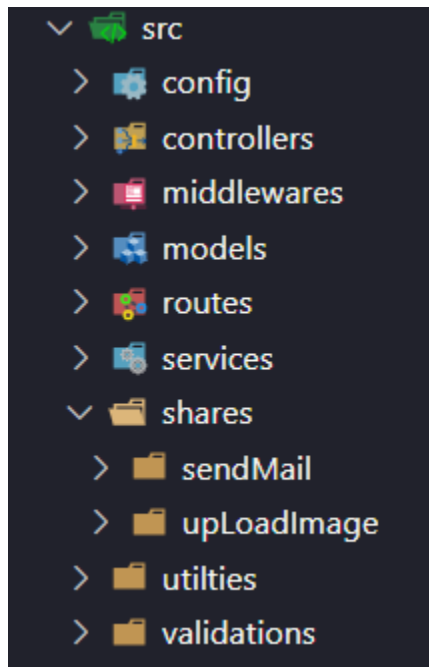 src
config
controllers
middlewares
models
routes
services
shares
sendMail
upLoadImage
utilties
validations